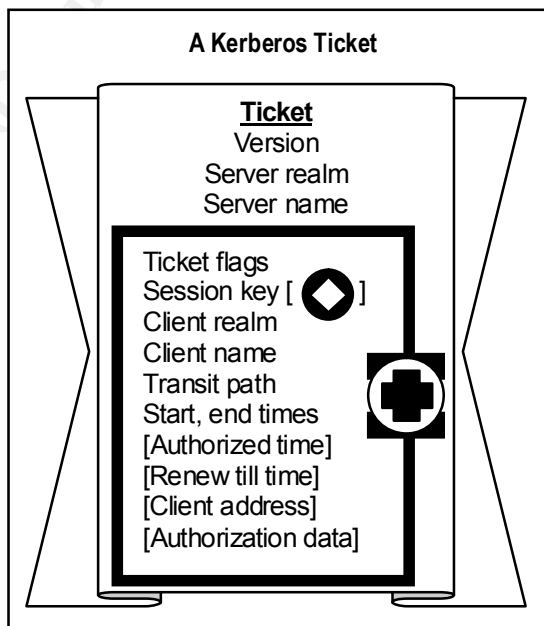 A Kerberos Ticket
Ticket
Version
Server realm
Server name
Ticket flags
Session key [ ]
Client realm
Client name
Transit path
Start, end times
[Authorized time]
[Renew till time]
[Client address]
[Authorization data]